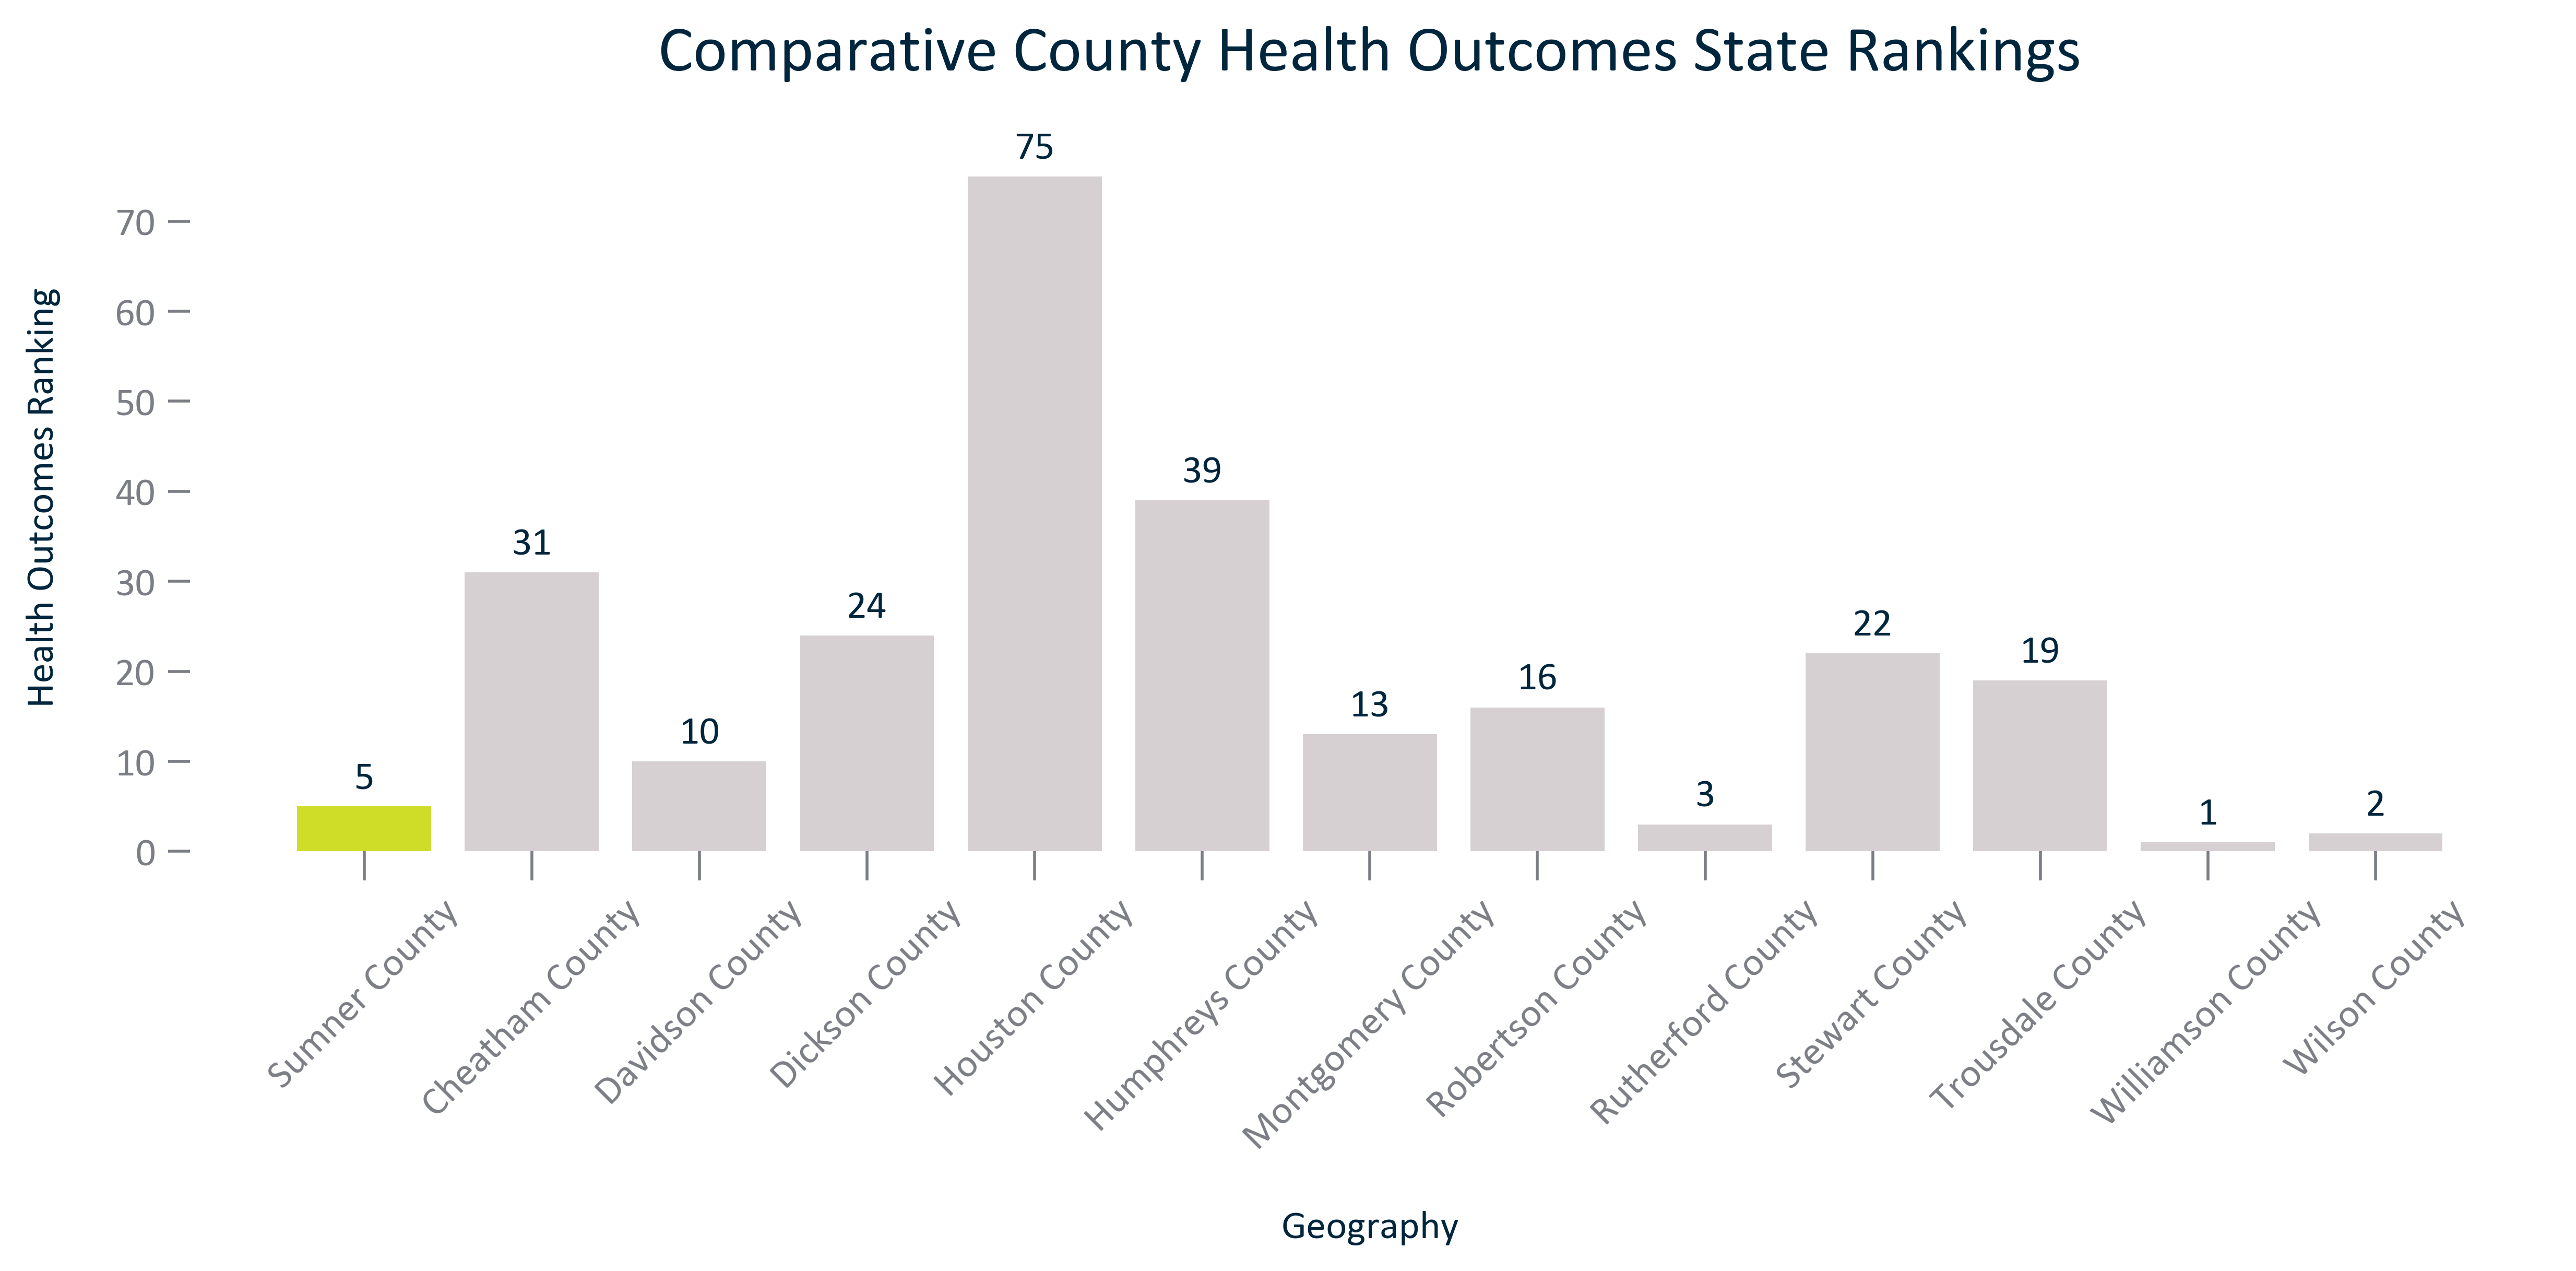 Comparative County Health Outcomes State Rankings
Health Outcomes Ranking
70
60
50
40
30
20
10
0
5
31
10
24
75
39
13
16
3
22
19
1
2
Sumner County
Cheatham County
Davidson County
Dickson County
Houston County
Humphreys County
Montgomery County
Robertson County
Rutherford County
Stewart County
Trousdale County
Williamson County
Wilson County
Geography